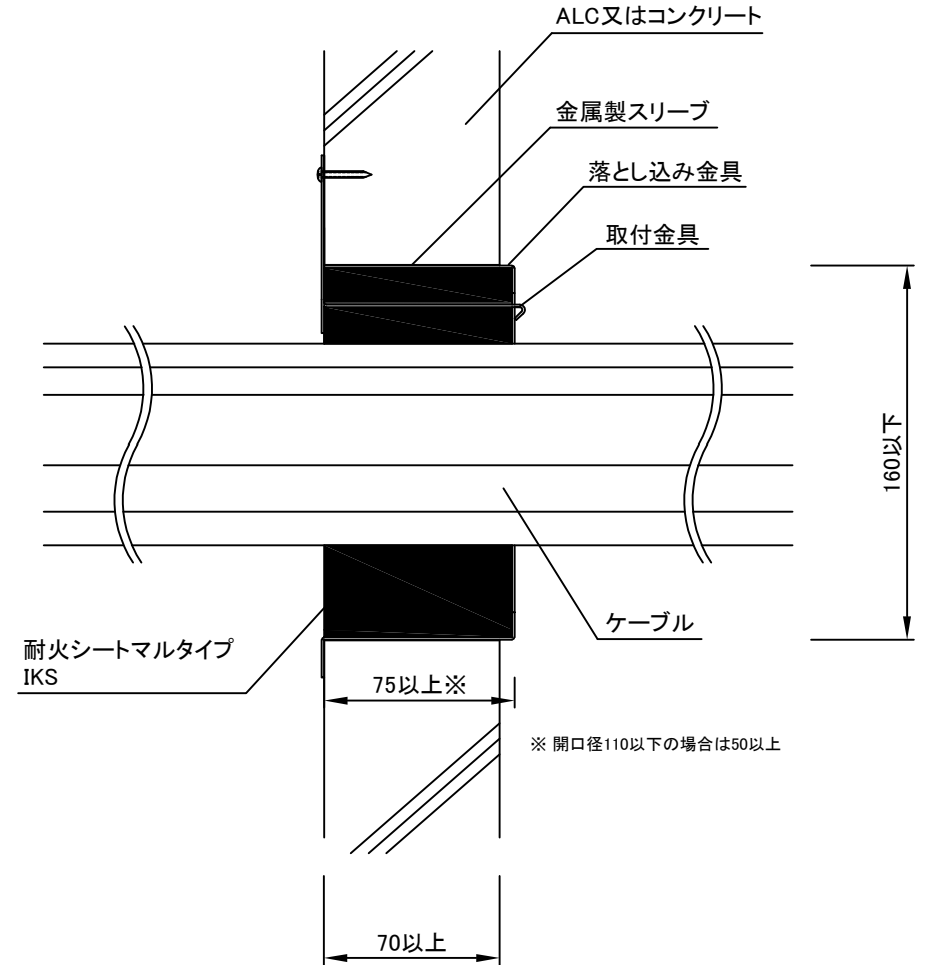 ALC又はコンクリート
金属製スリーブ
落とし込み金具
取付金具
160以下
ケーブル
耐火シートマルタイプ
IKS
75以上※
※ 開口径110以下の場合は50以上
70以上